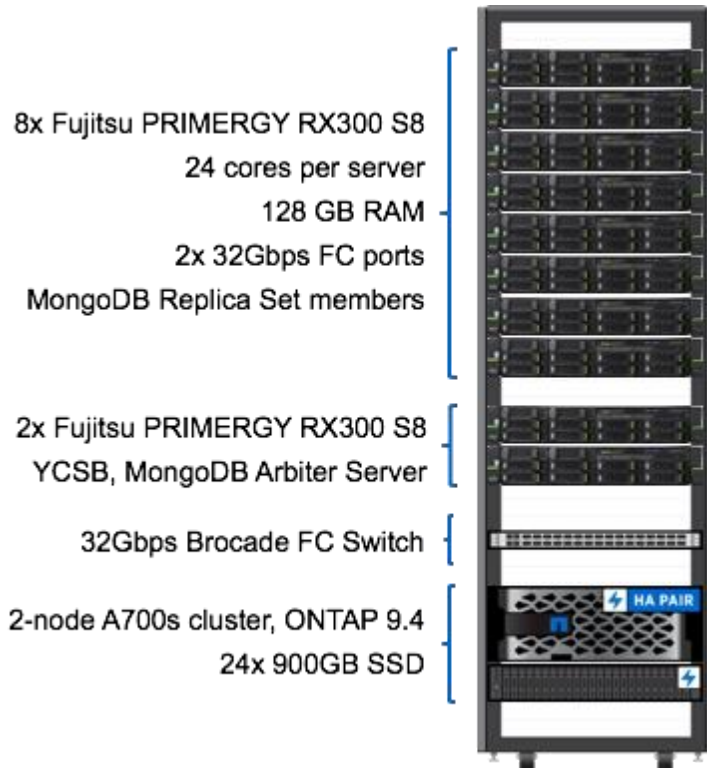 8x Fujitsu PRIMERGY RX300 S8
24 cores per server
128 GB RAM
2x 32Gbps FC ports
MongoDB Replica Set members
2x Fujitsu PRIMERGY RX300 S8
YCSB, MongoDB Arbiter Server
32Gbps Brocade FC Switch
2-node A700s cluster, ONTAP 9.4
24x 900GB SSD
HA PAIR